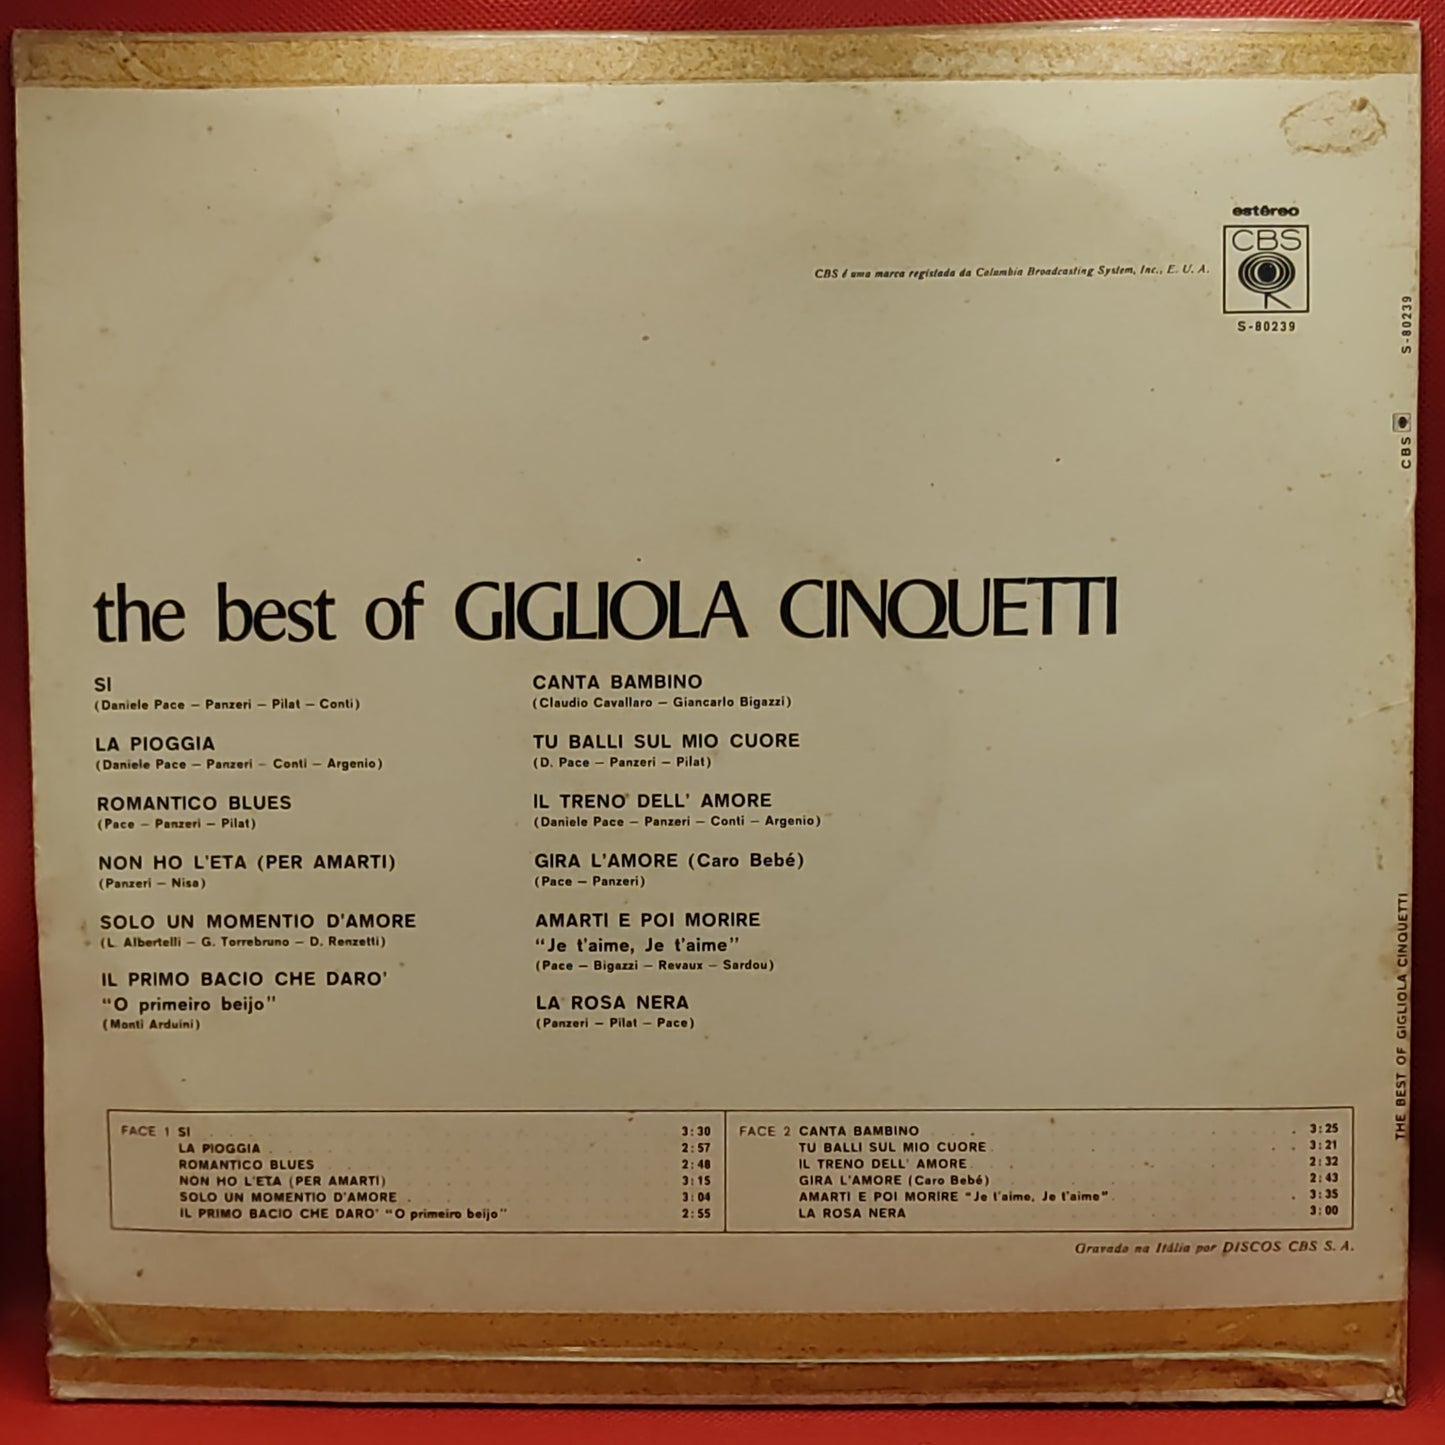 estéreo
CBS
CBS é uma marca registada da Columbia Broadcasting System, Inc., E. U. A.
S-80239
the best of GIGLIOLA CINQUETTI
SI
(Daniele Pace – Panzeri – Pilat – Conti)
LA PIOGGIA
(Daniele Pace – Panzeri – Conti – Argenio)
ROMANTICO BLUES
(Pace – Panzeri – Pilat)
NON HO L'ETA (PER AMARTI)
(Panzeri – Nisa)
SOLO UN MOMENTIO D'AMORE
(L. Albertelli – G. Torrebruno – D. Renzetti)
IL PRIMO BACIO CHE DARO'
"O primeiro beijo"
(Monti Arduini)
CANTA BAMBINO
(Claudio Cavallaro – Giancarlo Bigazzi)
TU BALLI SUL MIO CUORE
(D. Pace – Panzeri – Pilat)
IL TRENO DELL' AMORE
(Daniele Pace – Panzeri – Conti – Argenio)
GIRA L'AMORE (Caro Bebé)
(Pace – Panzeri)
AMARTI E POI MORIRE
"Je t'aime, Je t'aime"
(Pace – Bigazzi – Revaux – Sardou)
LA ROSA NERA
(Panzeri – Pilat – Pace)
FACE 1 SI 3:30
LA PIOGGIA 2:57
ROMANTICO BLUES 2:48
NON HO L'ETA (PER AMARTI) 3:15
SOLO UN MOMENTIO D'AMORE 3:04
IL PRIMO BACIO CHE DARO' "O primeiro beijo" 2:55
FACE 2 CANTA BAMBINO 3:25
TU BALLI SUL MIO CUORE 3:21
IL TRENO DELL' AMORE 2:32
GIRA L'AMORE (Caro Bebé) 2:43
AMARTI E POI MORIRE "Je t'aime, Je t'aime" 3:35
LA ROSA NERA 3:00
Gravado na Itália por DISCOS CBS S. A.
THE BEST OF GIGLIOLA CINQUETTI
CBS
S-80239